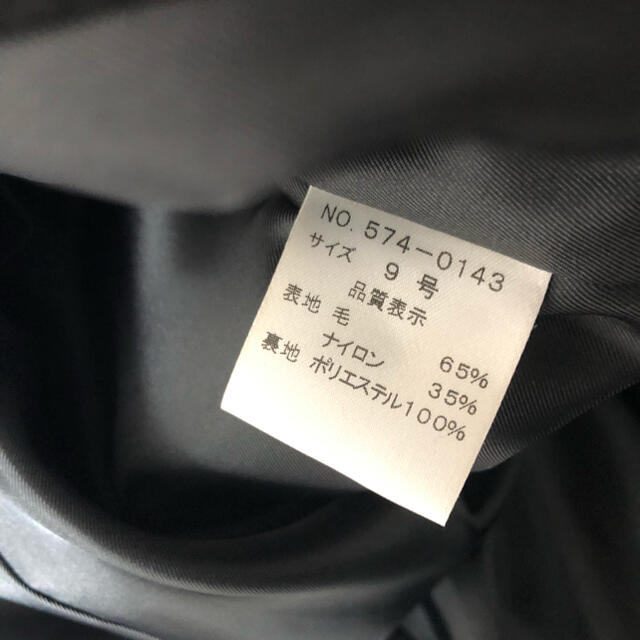 NO. 574-0143
サイズ 9 号
品質表示
表地 毛 65%
ナイロン 35%
裏地 ポリエステル100%